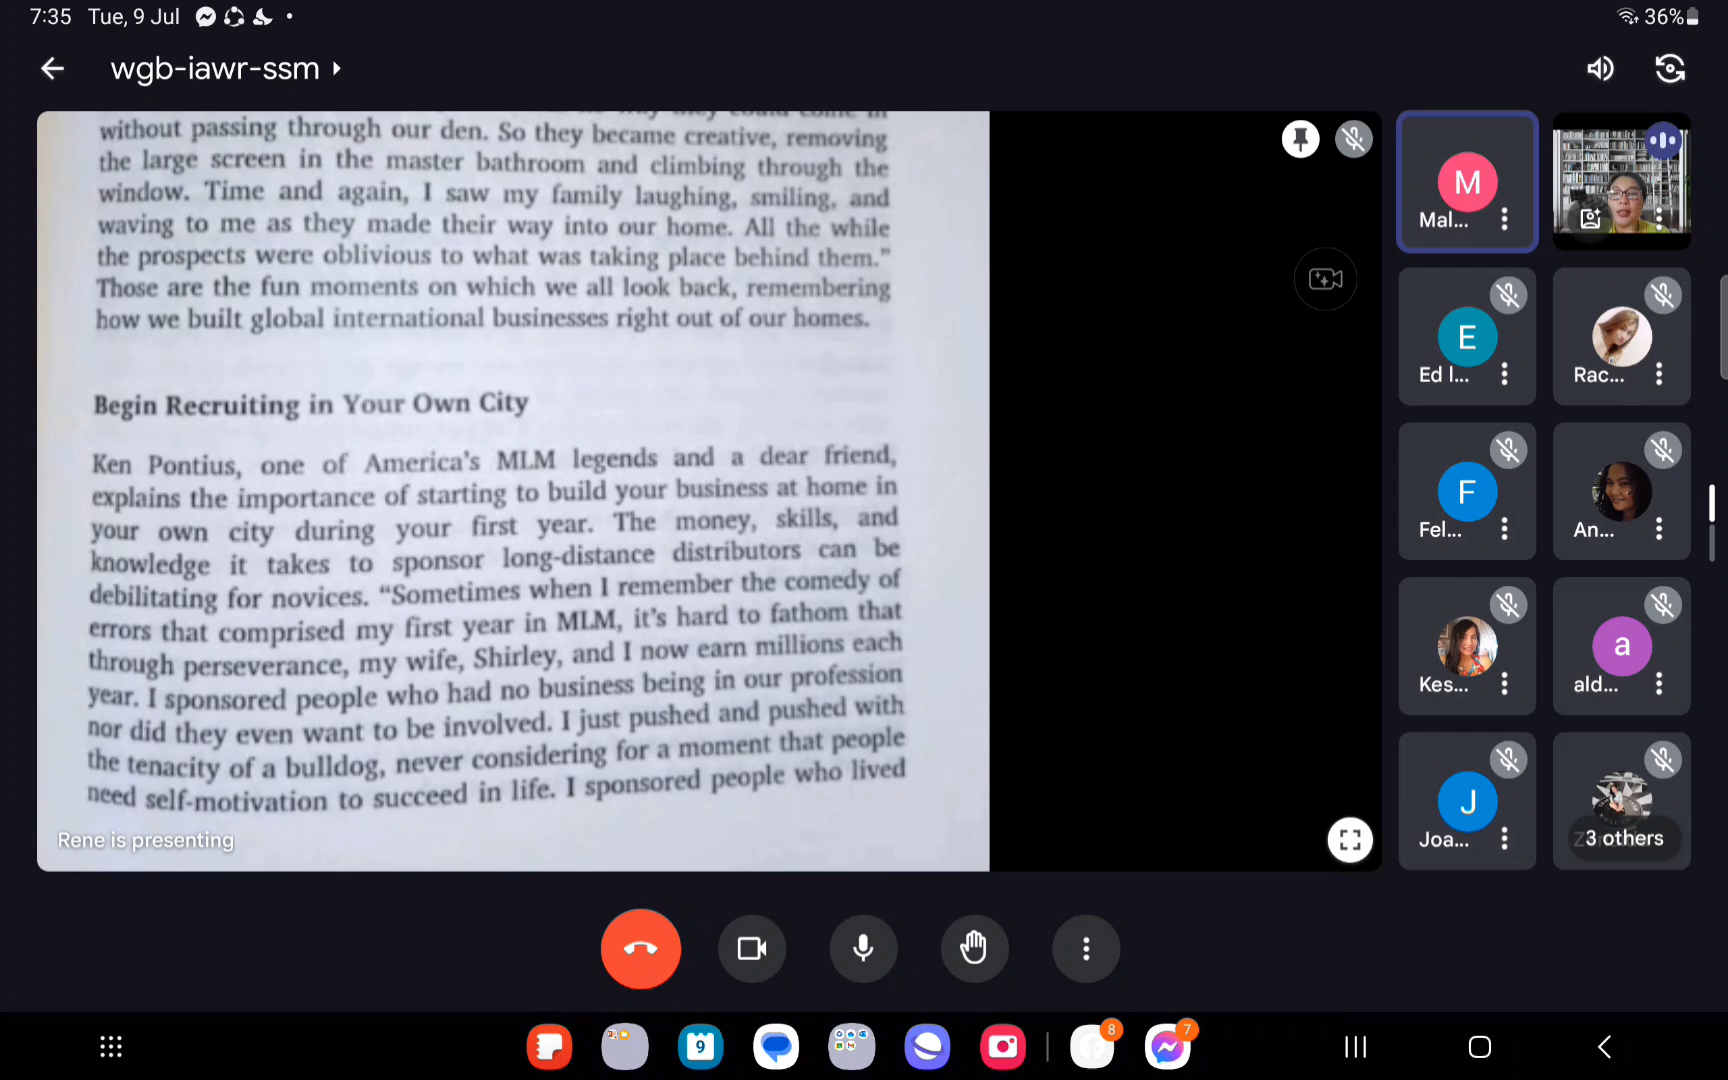 7:35 Tue, 9 Jul
36%
wgb-iawr-ssm
without passing through our den. So they became creative, removing
the large screen in the master bathroom and climbing through the
window. Time and again, I saw my family laughing, smiling, and
waving to me as they made their way into our home. All the while
the prospects were oblivious to what was taking place behind them."
Those are the fun moments on which we all look back, remembering
how we built global international businesses right out of our homes.
Begin Recruiting in Your Own City
Ken Pontius, one of America's MLM legends and a dear friend,
explains the importance of starting to build your business at home in
your own city during your first year. The money, skills, and
knowledge it takes to sponsor long-distance distributors can be
debilitating for novices. "Sometimes when I remember the comedy of
errors that comprised my first year in MLM, it's hard to fathom that
through perseverance, my wife, Shirley, and I now earn millions each
year. I sponsored people who had no business being in our profession
nor did they even want to be involved. I just pushed and pushed with
the tenacity of a bulldog, never considering for a moment that people
need self-motivation to succeed in life. I sponsored people who lived
Rene is presenting
M
Mal...
E
Ed l...
Rac...
F
Fel...
An...
Kes...
a
ald...
J
Joa...
3 others
9
8
7